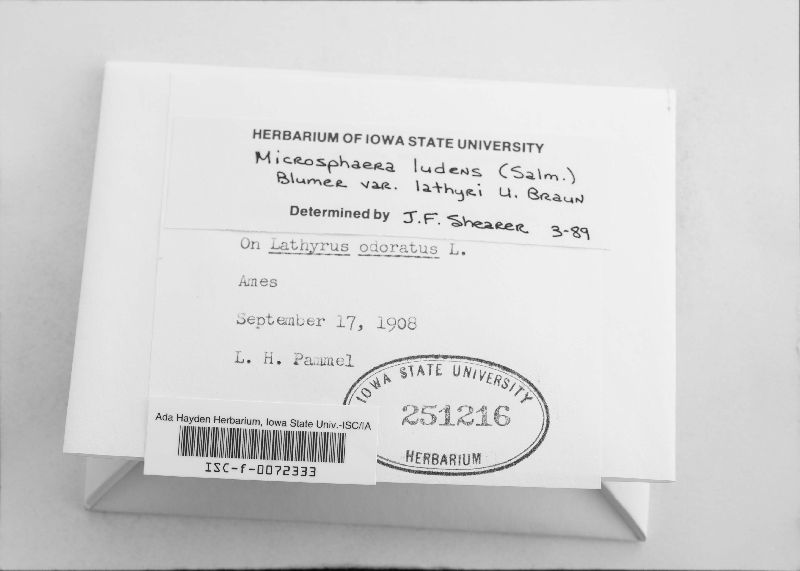 HERBARIUM OF IOWA STATE UNIVERSITY
Microsphaera ludens (Salm.)
Blumer var. lathyri U. Braun
Determined by J.F. Shearer 3-89
On Lathyrus odoratus L.
Ames
September 17, 1908
L. H. Pammel
IOWA STATE UNIVERSITY
251216
HERBARIUM
Ada Hayden Herbarium, Iowa State Univ.-ISC/IA
ISC-f-0072333